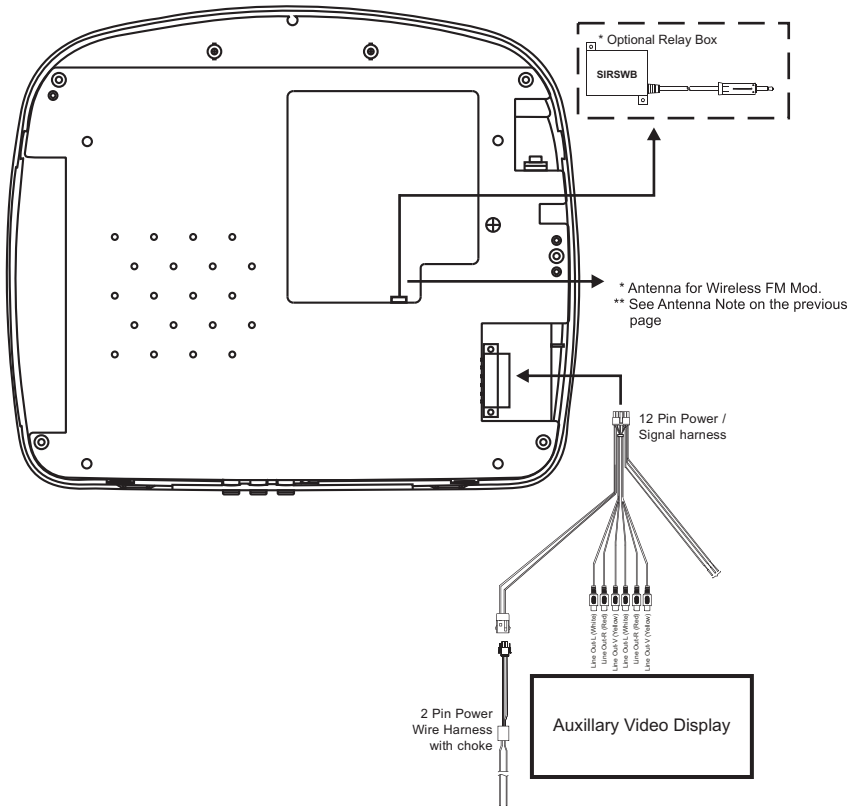 * Optional Relay Box
SIRSWB
* Antenna for Wireless FM Mod.
** See Antenna Note on the previous
page
12 Pin Power /
Signal harness
Line Out-L (White)
Line Out-R (Red)
Line Out-V (Yellow)
Line Out-L (White)
Line Out-R (Red)
Line Out-V (Yellow)
2 Pin Power
Wire Harness
with choke
Auxillary Video Display